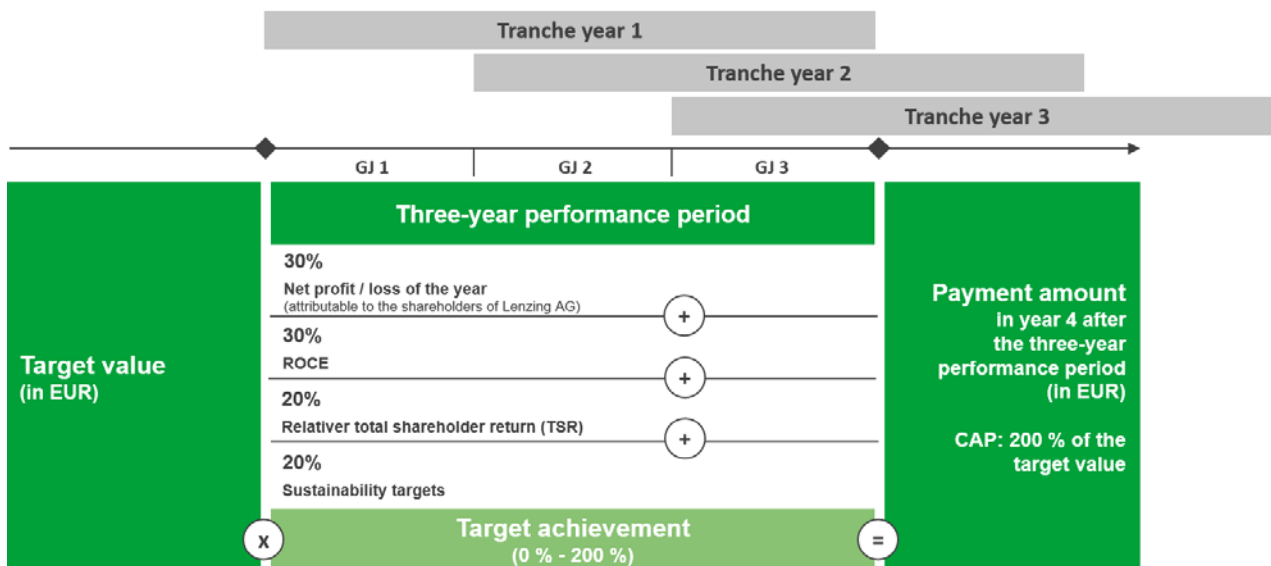 Tranche year 1
Tranche year 2
Tranche year 3
GJ 1
GJ 2
GJ 3
Target value
(in EUR)
x
Three-year performance period
30%
Net profit / loss of the year
(attributable to the shareholders of Lenzing AG)
+
30%
ROCE
+
20%
Relativer total shareholder return (TSR)
+
20%
Sustainability targets
Target achievement
(0 % - 200 %)
=
Payment amount
in year 4 after
the three-year
performance period
(in EUR)
CAP: 200 % of the
target value